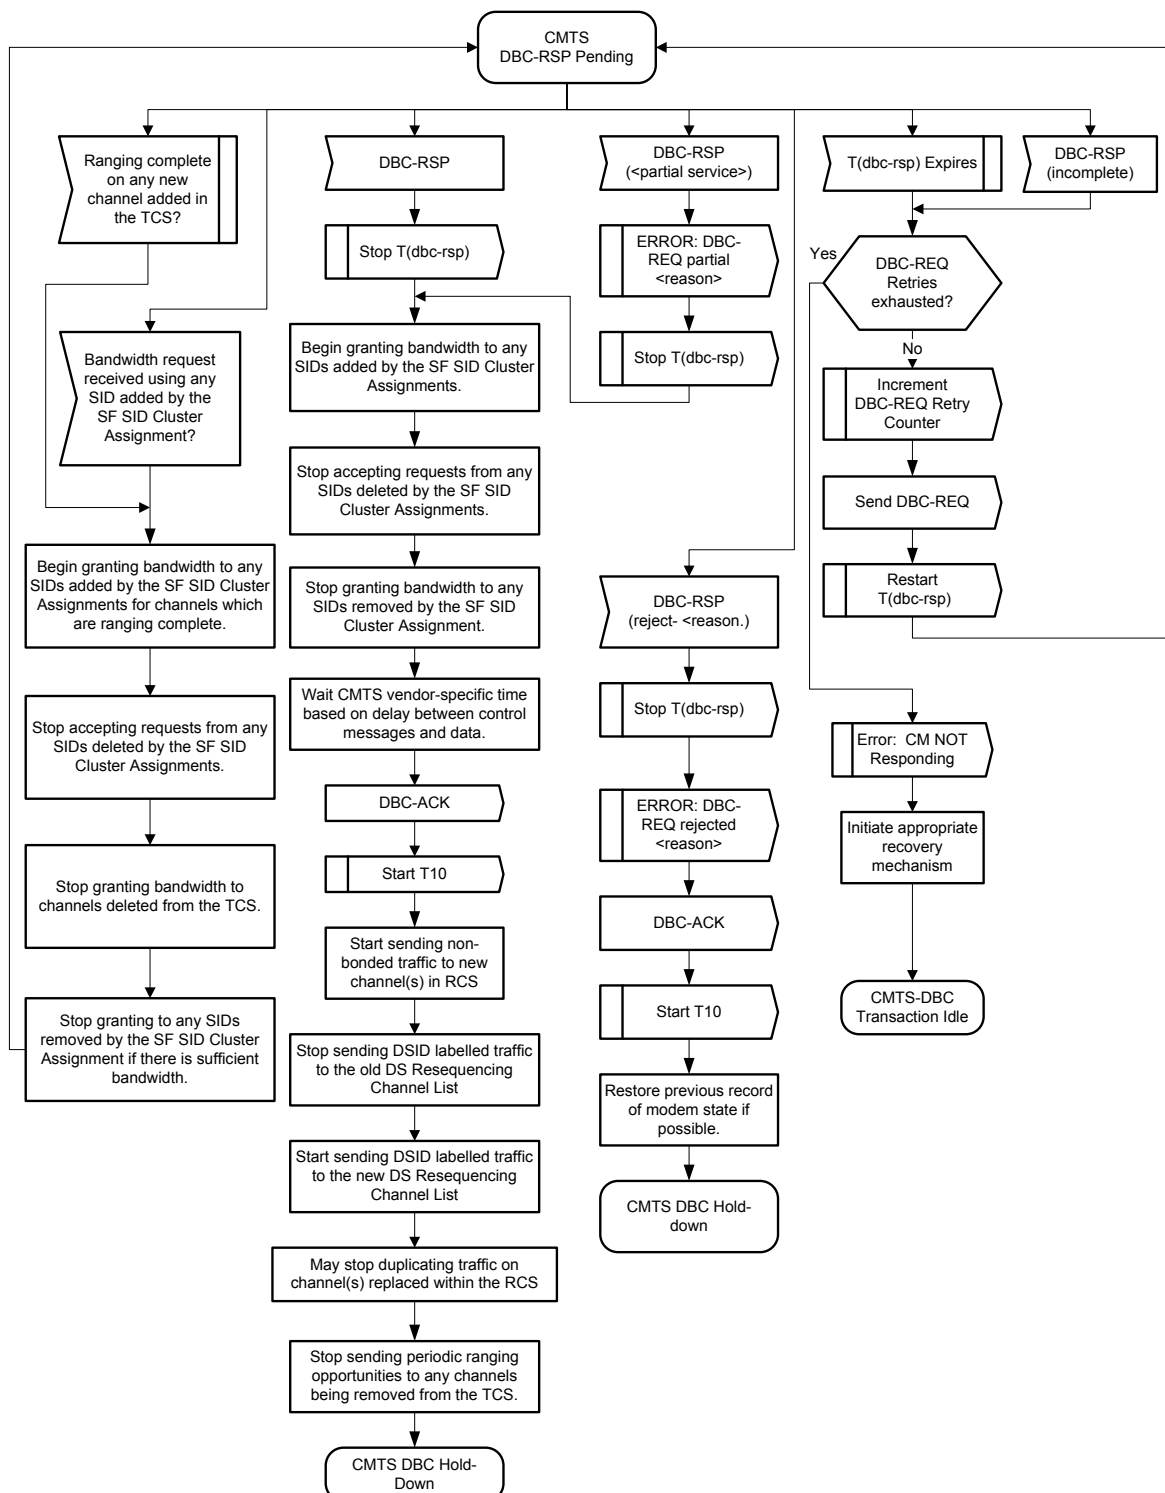 CMTS
DBC-RSP Pending
Ranging complete
on any new
channel added in
the TCS?
Bandwidth request
received using any
SID added by the
SF SID Cluster
Assignment?
Begin granting bandwidth to any
SIDs added by the SF SID Cluster
Assignments for channels which
are ranging complete.
Stop accepting requests from any
SIDs deleted by the SF SID
Cluster Assignments.
Stop granting bandwidth to
channels deleted from the TCS.
Stop granting to any SIDs
removed by the SF SID Cluster
Assignment if there is sufficient
bandwidth.
DBC-RSP
Stop T(dbc-rsp)
Begin granting bandwidth to any
SIDs added by the SF SID Cluster
Assignments.
Stop accepting requests from any
SIDs deleted by the SF SID
Cluster Assignments.
Stop granting bandwidth to any
SIDs removed by the SF SID
Cluster Assignment.
Wait CMTS vendor-specific time
based on delay between control
messages and data.
DBC-ACK
Start T10
Start sending non-
bonded traffic to new
channel(s) in RCS
Stop sending DSID labelled traffic
to the old DS Resequencing
Channel List
Start sending DSID labelled traffic
to the new DS Resequencing
Channel List
May stop duplicating traffic on
channel(s) replaced within the RCS
Stop sending periodic ranging
opportunities to any channels
being removed from the TCS.
CMTS DBC Hold-
Down
DBC-RSP
(<partial service>)
ERROR: DBC-
REQ partial
<reason>
Stop T(dbc-rsp)
DBC-RSP
(reject- <reason.)
Stop T(dbc-rsp)
ERROR: DBC-
REQ rejected
<reason>
DBC-ACK
Start T10
Restore previous record
of modem state if
possible.
CMTS DBC Hold-
down
T(dbc-rsp) Expires
DBC-RSP
(incomplete)
Yes
DBC-REQ
Retries
exhausted?
No
Increment
DBC-REQ Retry
Counter
Send DBC-REQ
Restart
T(dbc-rsp)
Error: CM NOT
Responding
Initiate appropriate
recovery
mechanism
CMTS-DBC
Transaction Idle